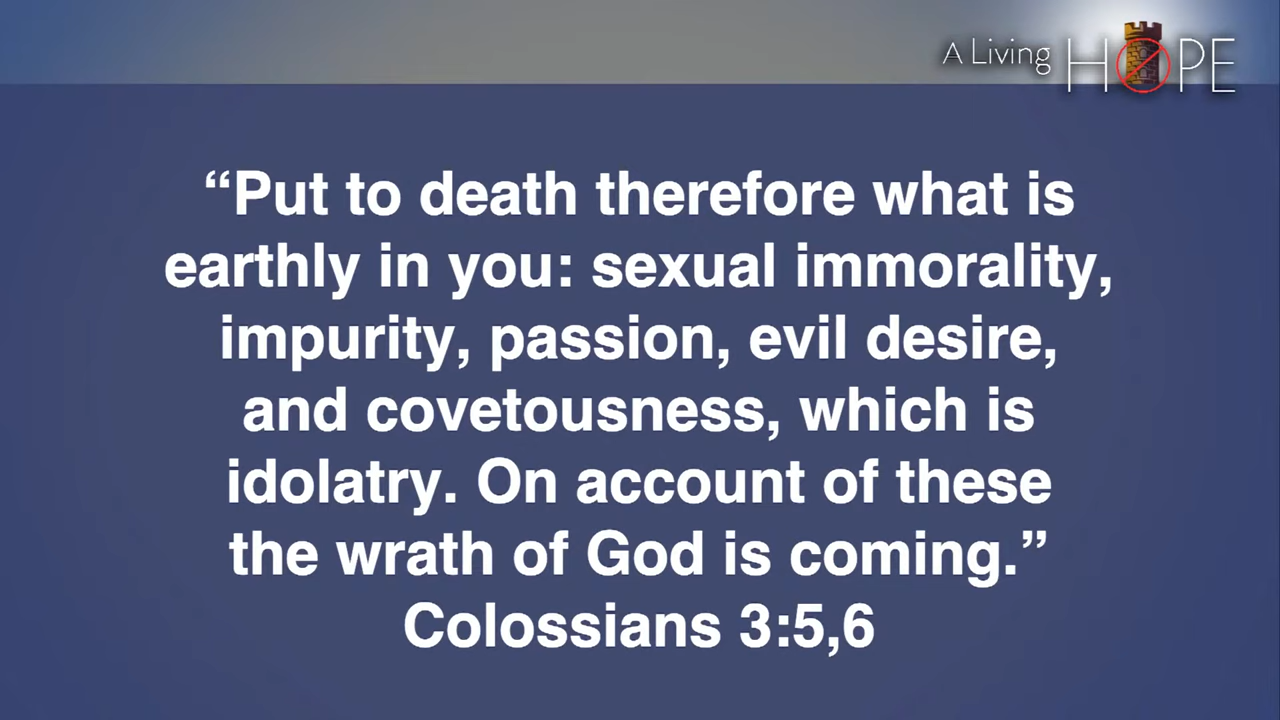 A Living HOPE
“Put to death therefore what is
earthly in you: sexual immorality,
impurity, passion, evil desire,
and covetousness, which is
idolatry. On account of these
the wrath of God is coming.”
Colossians 3:5,6